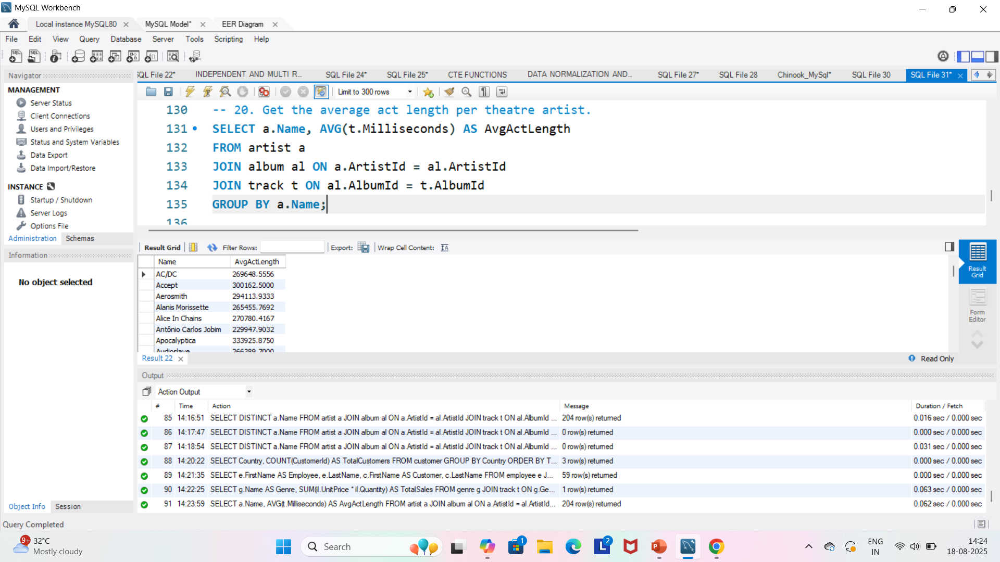 MySQL Workbench
Local instance MySQL80
MySQL Model*
EER Diagram
File Edit View Query Database Server Tools Scripting Help
Navigator
SQL File 22*
INDEPENDENT AND MULTI R...
SQL File 24*
SQL File 25*
CTE FUNCTIONS
DATA NORMALIZATION AND...
SQL File 27*
SQL File 28
Chinook_MySql*
SQL File 30
SQL File 31*
MANAGEMENT
Server Status
Client Connections
Users and Privileges
Status and System Variables
Data Export
Data Import/Restore
INSTANCE
Startup / Shutdown
Server Logs
Options File
Administration
Schemas
Information
No object selected
Object Info
Session
Limit to 300 rows
130 -- 20. Get the average act length per theatre artist.
131 SELECT a.Name, AVG(t.Milliseconds) AS AvgActLength
132 FROM artist a
133 JOIN album al ON a.ArtistId = al.ArtistId
134 JOIN track t ON al.AlbumId = t.AlbumId
135 GROUP BY a.Name;
136
Result Grid
Filter Rows:
Export:
Wrap Cell Content:
Name AvgActLength
AC/DC 269648.5556
Accept 300162.5000
Aerosmith 294113.9333
Alanis Morissette 265455.7692
Alice In Chains 270780.4167
Antônio Carlos Jobim 229947.9032
Apocalyptica 333925.8750
Audioslave 266389.7000
Result Grid
Form Editor
Result 22
Read Only
Output
Action Output
# Time Action Message Duration / Fetch
85 14:16:51 SELECT DISTINCT a.Name FROM artist a JOIN album al ON a.ArtistId = al.ArtistId JOIN track t ON al.AlbumId ... 204 row(s) returned 0.016 sec / 0.000 sec
86 14:17:47 SELECT DISTINCT a.Name FROM artist a JOIN album al ON a.ArtistId = al.ArtistId JOIN track t ON al.AlbumId ... 0 row(s) returned 0.000 sec / 0.000 sec
87 14:18:54 SELECT DISTINCT a.Name FROM artist a JOIN album al ON a.ArtistId = al.ArtistId JOIN track t ON al.AlbumId ... 0 row(s) returned 0.031 sec / 0.000 sec
88 14:20:22 SELECT Country, COUNT(CustomerId) AS TotalCustomers FROM customer GROUP BY Country ORDER BY T... 3 row(s) returned 0.000 sec / 0.000 sec
89 14:21:35 SELECT e.FirstName AS Employee, e.LastName, c.FirstName AS Customer, c.LastName FROM employee e J... 59 row(s) returned 0.000 sec / 0.000 sec
90 14:22:25 SELECT g.Name AS Genre, SUM(il.UnitPrice * il.Quantity) AS TotalSales FROM genre g JOIN track t ON g.Ge... 1 row(s) returned 0.063 sec / 0.000 sec
91 14:23:59 SELECT a.Name, AVG(t.Milliseconds) AS AvgActLength FROM artist a JOIN album al ON a.ArtistId = al.ArtistId... 204 row(s) returned 0.062 sec / 0.000 sec
Query Completed
9+
32°C
Mostly cloudy
Search
1
2
ENG
IN
14:24
18-08-2025